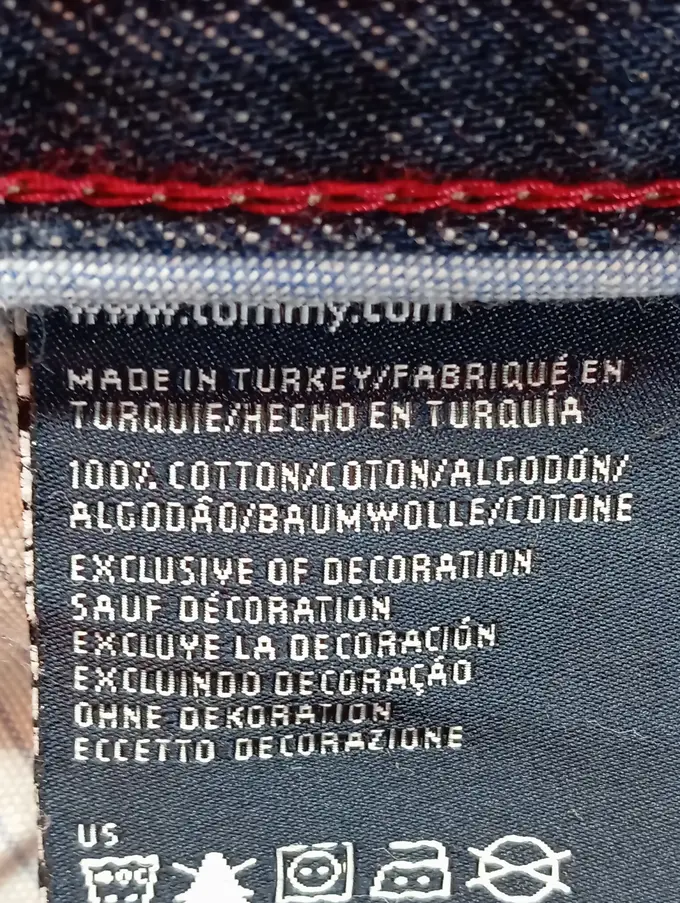 www.tommy.com
MADE IN TURKEY/FABRIQUÉ EN
TURQUIE/HECHO EN TURQUÍA
100% COTTON/COTON/ALGODÓN/
ALGODÃO/BAUMWOLLE/COTONE
EXCLUSIVE OF DECORATION
SAUF DÉCORATION
EXCLUYE LA DECORACIÓN
EXCLUINDO DECORAÇÃO
OHNE DEKORATION
ECCETTO DECORAZIONE
US